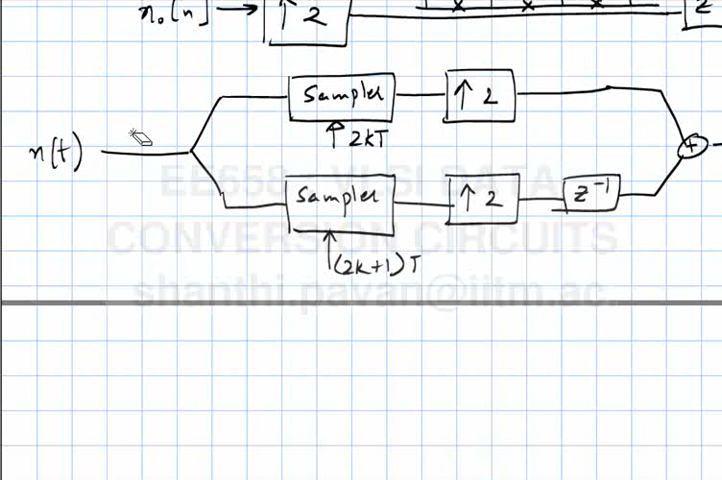 x₀[n] → ↑2 z
Sampler ↑2
↑2kT
x(t) +
Sampler ↑2 z⁻¹
↑(2k+1)T
EE658 - VLSI DATA
CONVERSION CIRCUITS
shanthi.pavan@iitm.ac.